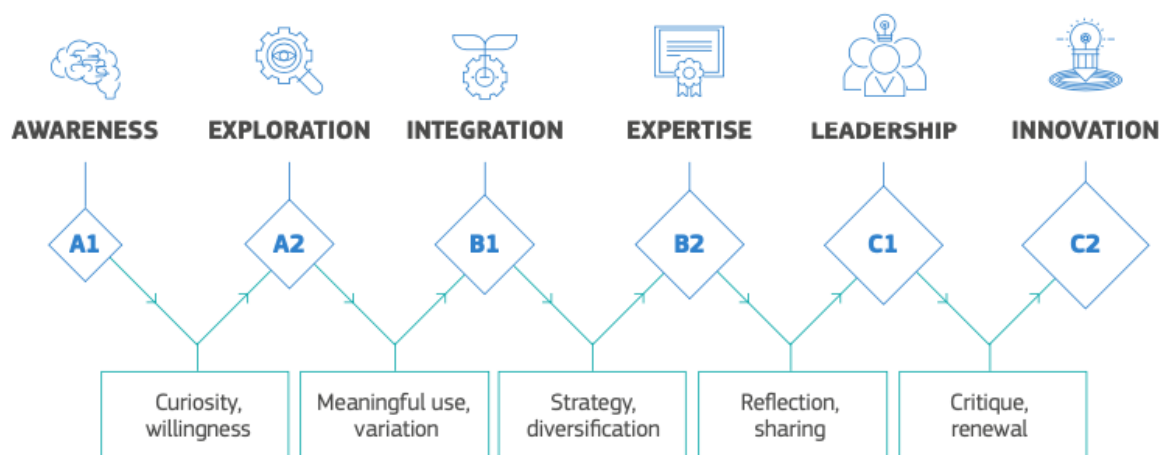 AWARENESS
EXPLORATION
INTEGRATION
EXPERTISE
LEADERSHIP
INNOVATION
A1
A2
B1
B2
C1
C2
Curiosity,
willingness
Meaningful use,
variation
Strategy,
diversification
Reflection,
sharing
Critique,
renewal